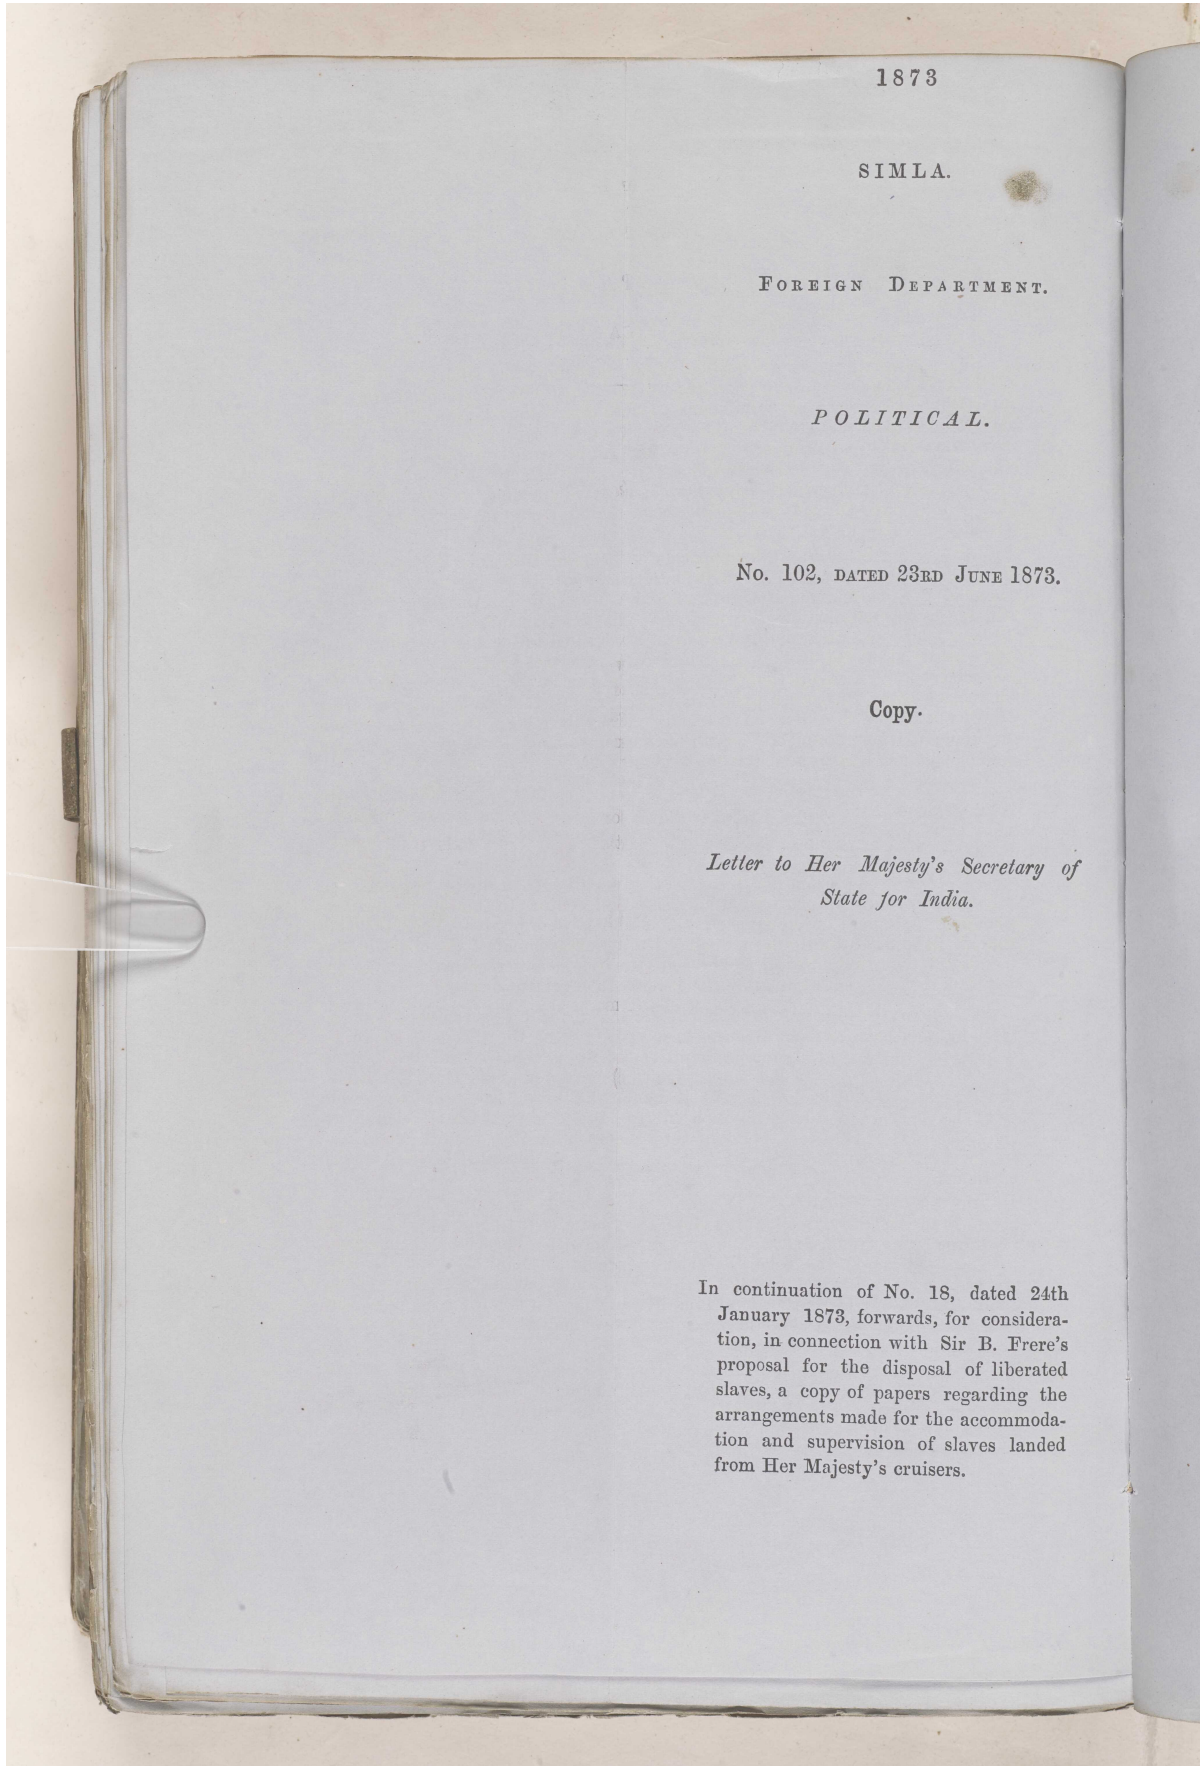 1873
SIMLA.
FOREIGN DEPARTMENT.
POLITICAL.
No. 102, DATED 23RD JUNE 1873.
Copy.
Letter to Her Majesty's Secretary of
State for India.
In continuation of No. 18, dated 24th
January 1873, forwards, for considera-
tion, in connection with Sir B. Frere's
proposal for the disposal of liberated
slaves, a copy of papers regarding the
arrangements made for the accommoda-
tion and supervision of slaves landed
from Her Majesty's cruisers.